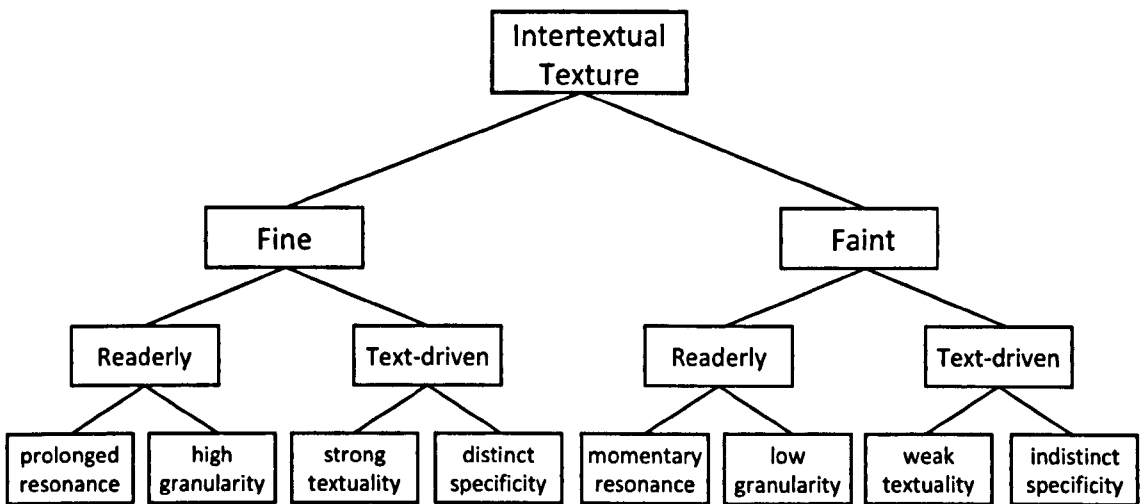 Intertextual
Texture
Fine
Faint
Readerly
Text-driven
Readerly
Text-driven
prolonged
resonance
high
granularity
strong
textuality
distinct
specificity
momentary
resonance
low
granularity
weak
textuality
indistinct
specificity